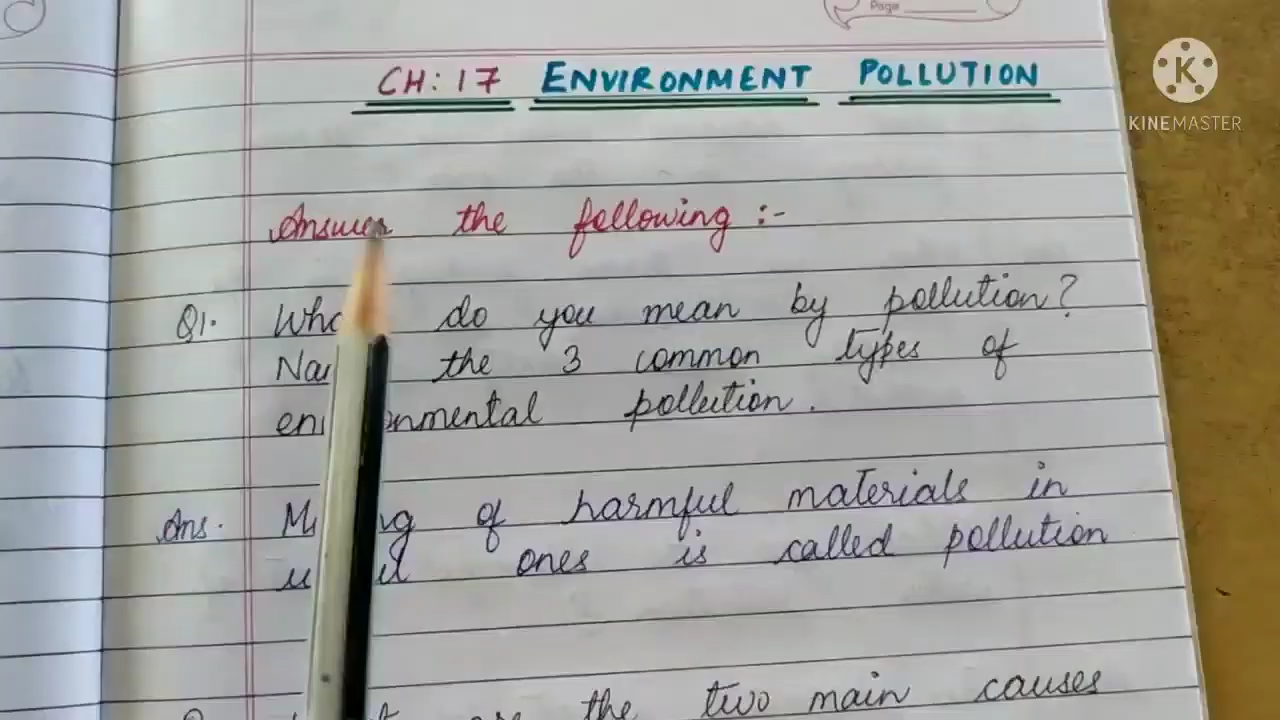 Page
CH: 17 ENVIRONMENT POLLUTION
KINEMASTER
Answer the following :-
Q1. do you mean by pollution?
the 3 common types of
pollution.
Ans. of harmful materials in
ones is called pollution
the two main causes